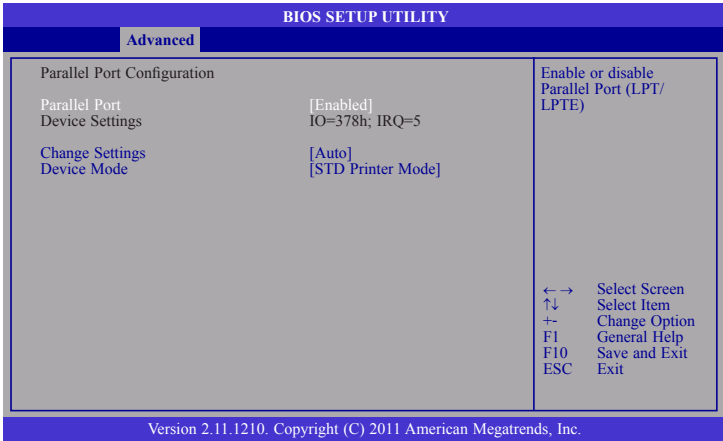 BIOS SETUP UTILITY
Advanced
Parallel Port Configuration
Parallel Port [Enabled]
Device Settings IO=378h; IRQ=5
Change Settings [Auto]
Device Mode [STD Printer Mode]
Enable or disable
Parallel Port (LPT/
LPTE)
←→ Select Screen
↑↓ Select Item
+- Change Option
F1 General Help
F10 Save and Exit
ESC Exit
Version 2.11.1210. Copyright (C) 2011 American Megatrends, Inc.